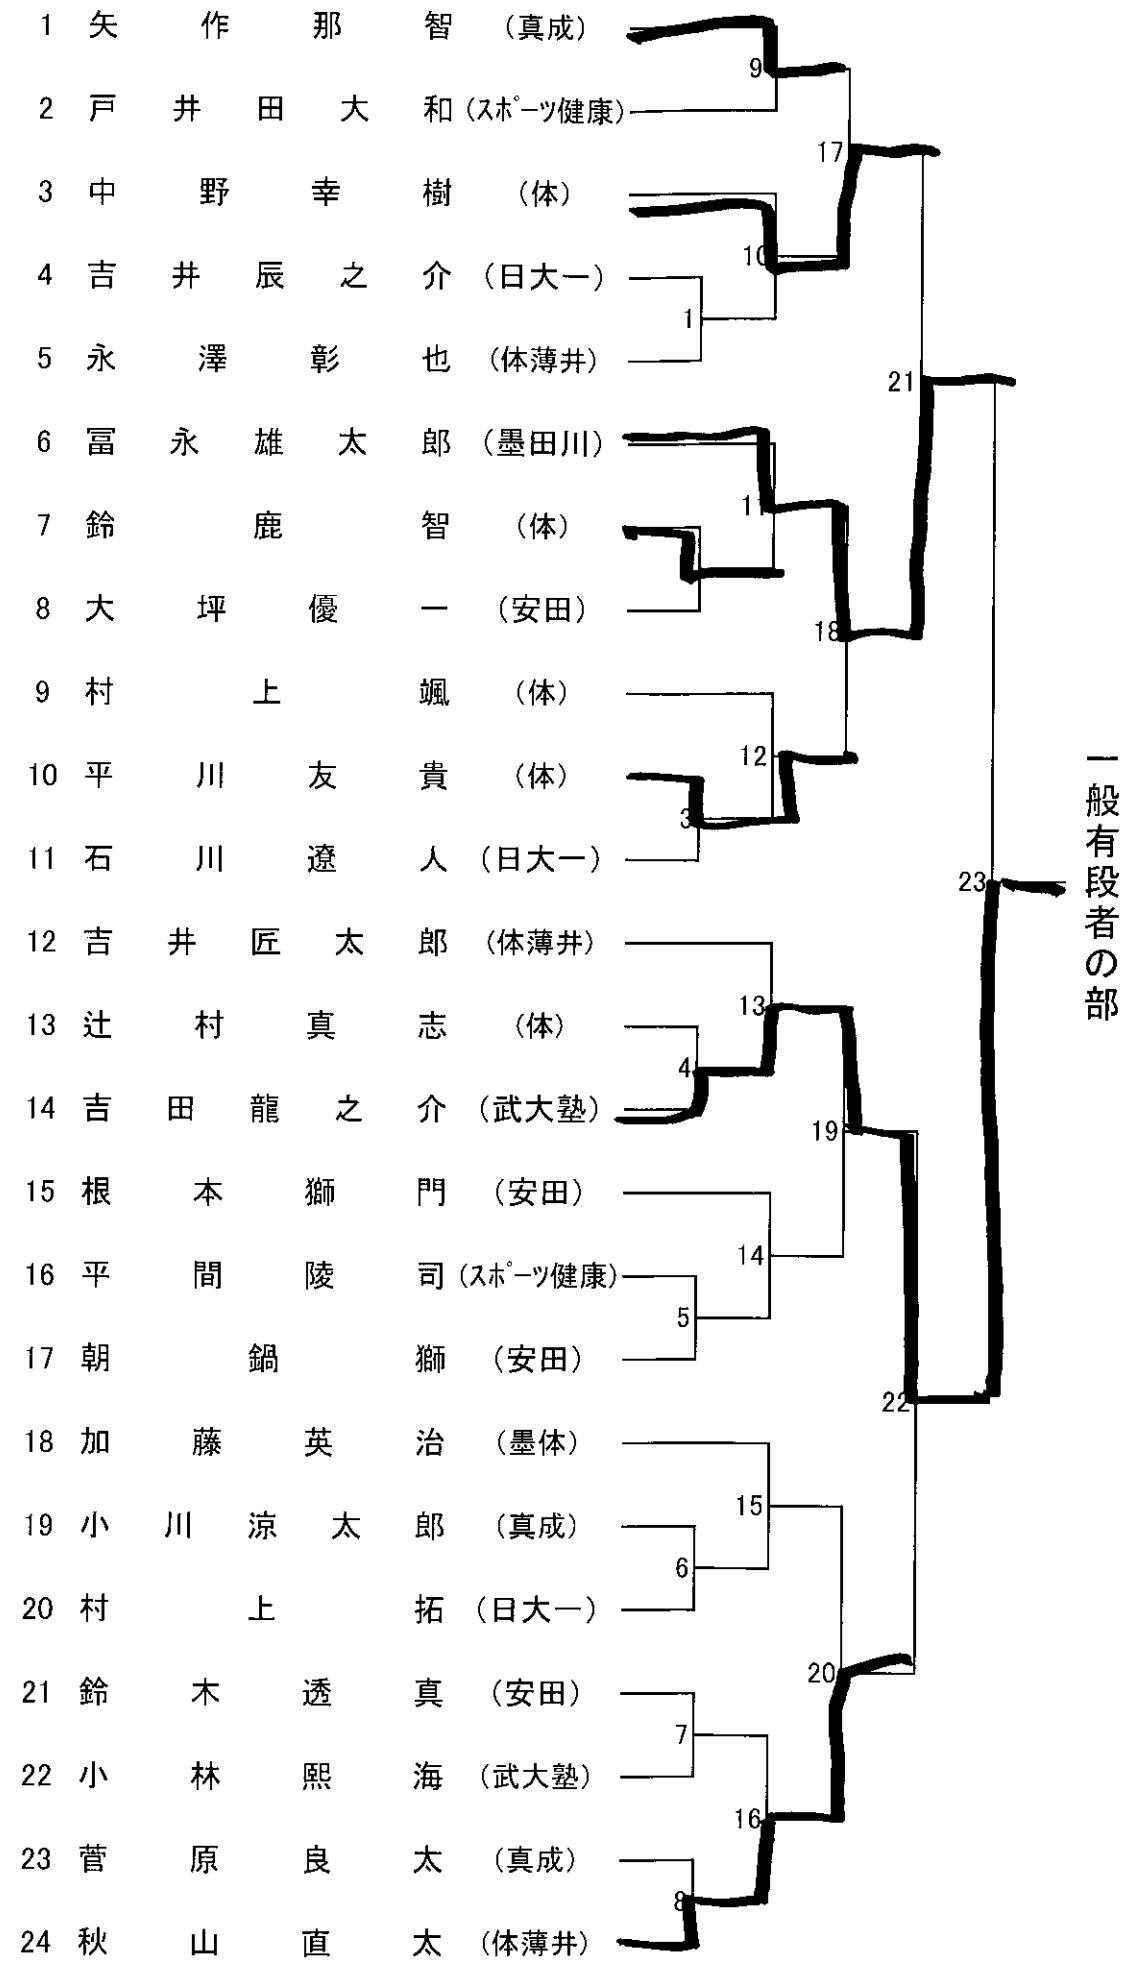 1 矢作那智 (真成)
2 戸井田大和 (スポーツ健康)
3 中野幸樹 (体)
4 吉井辰之介 (日大一)
5 永澤彰也 (体薄井)
6 冨永雄太郎 (墨田川)
7 鈴鹿智 (体)
8 大坪優一 (安田)
9 村上颯 (体)
10 平川友貴 (体)
11 石川遼人 (日大一)
12 吉井匠太郎 (体薄井)
13 辻村真志 (体)
14 吉田龍之介 (武大塾)
15 根本獅門 (安田)
16 平間陵司 (スポーツ健康)
17 朝鍋獅 (安田)
18 加藤英治 (墨体)
19 小川涼太郎 (真成)
20 村上拓 (日大一)
21 鈴木透真 (安田)
22 小林熙海 (武大塾)
23 菅原良太 (真成)
24 秋山直太 (体薄井)
9
17
10
1
21
11
18
12
3
23
13
4
19
14
5
22
15
6
20
7
16
8
一般有段者の部